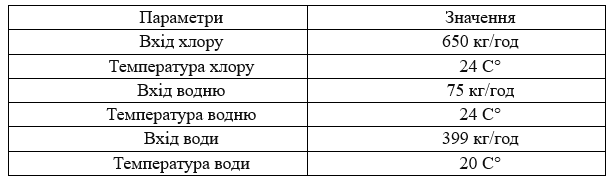 Параметри Значення
Вхід хлору 650 кг/год
Температура хлору 24 С°
Вхід водню 75 кг/год
Температура водню 24 С°
Вхід води 399 кг/год
Температура води 20 С°